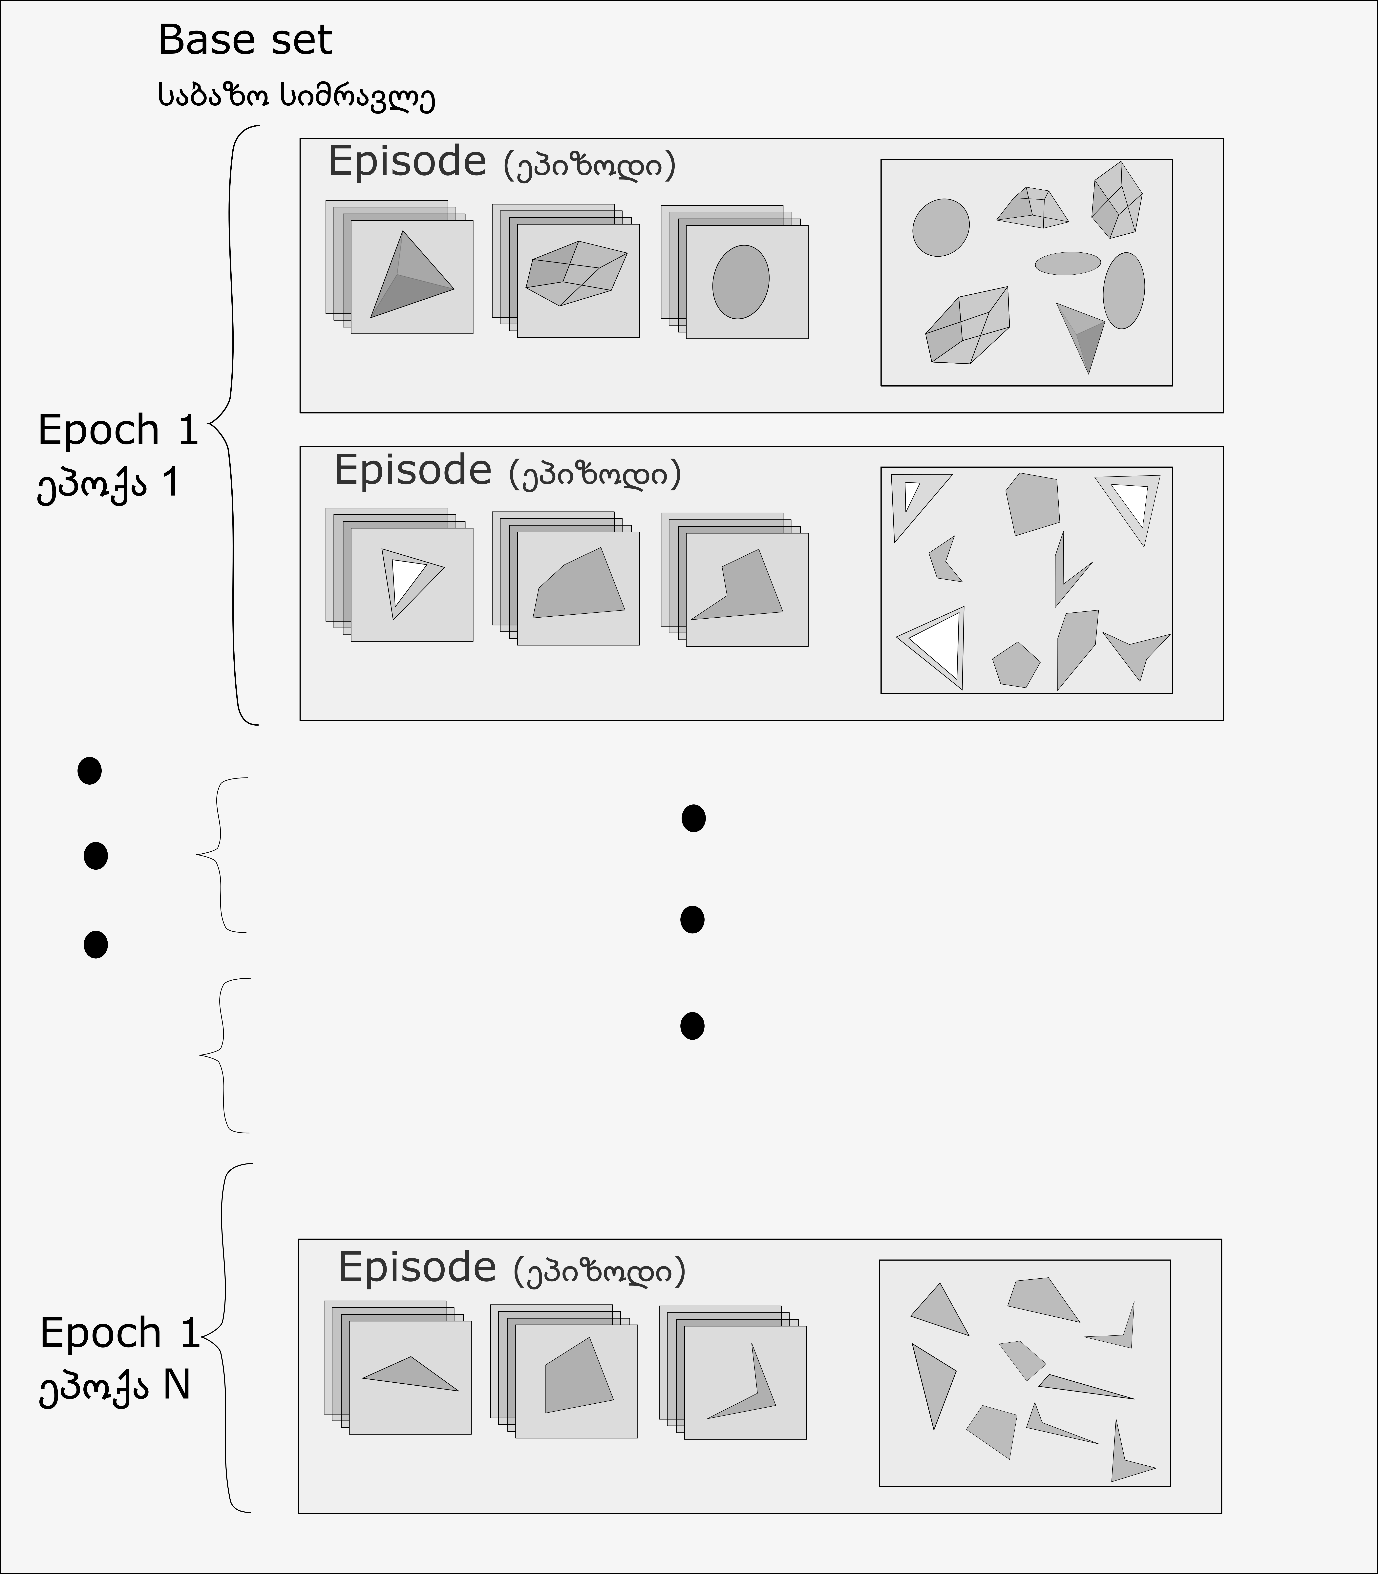 Base set
საბაზო სიმრავლე
Episode (ეპიზოდი)
Epoch 1
ეპოქა 1
Episode (ეპიზოდი)
Episode (ეპიზოდი)
Epoch 1
ეპოქა N